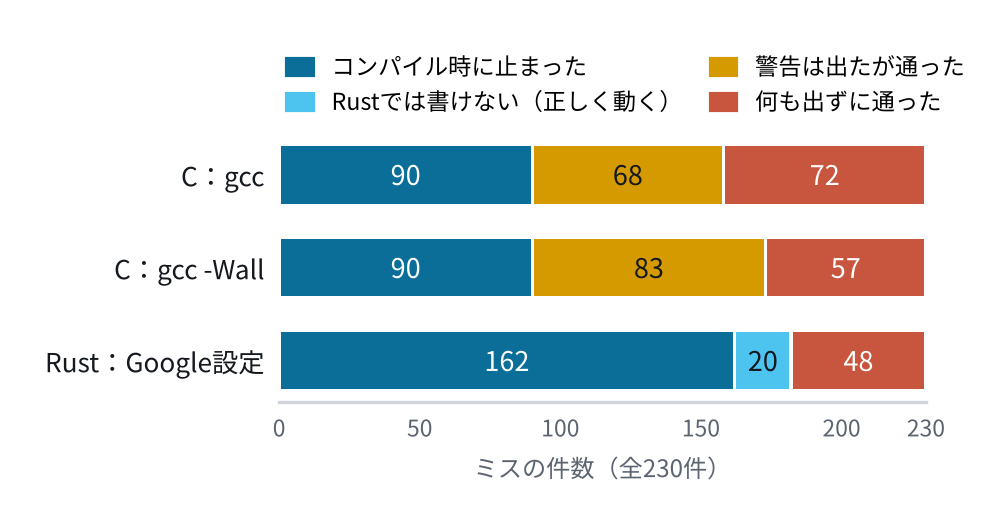 コンパイル時に止まった 警告は出たが通った
Rustでは書けない（正しく動く） 何も出ずに通った
C：gcc 90 68 72
C：gcc -Wall 90 83 57
Rust：Google設定 162 20 48
0 50 100 150 200 230
ミスの件数（全230件）